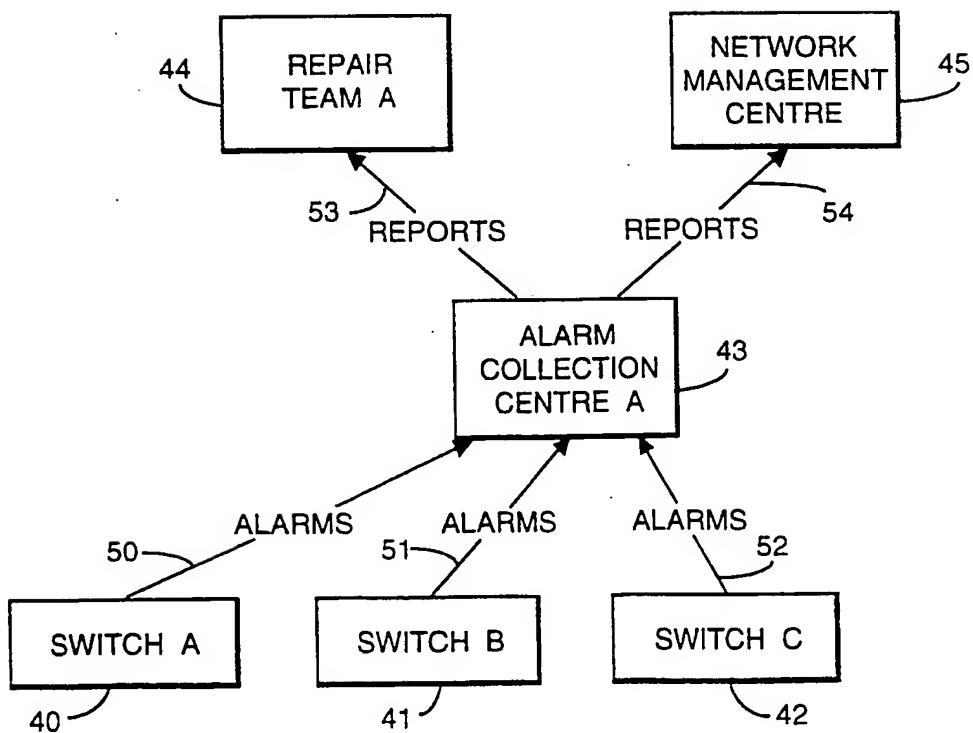 44
REPAIR
TEAM A
NETWORK
MANAGEMENT
CENTRE
45
53
REPORTS
REPORTS
54
ALARM
COLLECTION
CENTRE A
43
50
ALARMS
51
ALARMS
ALARMS
52
SWITCH A
SWITCH B
SWITCH C
40
41
42